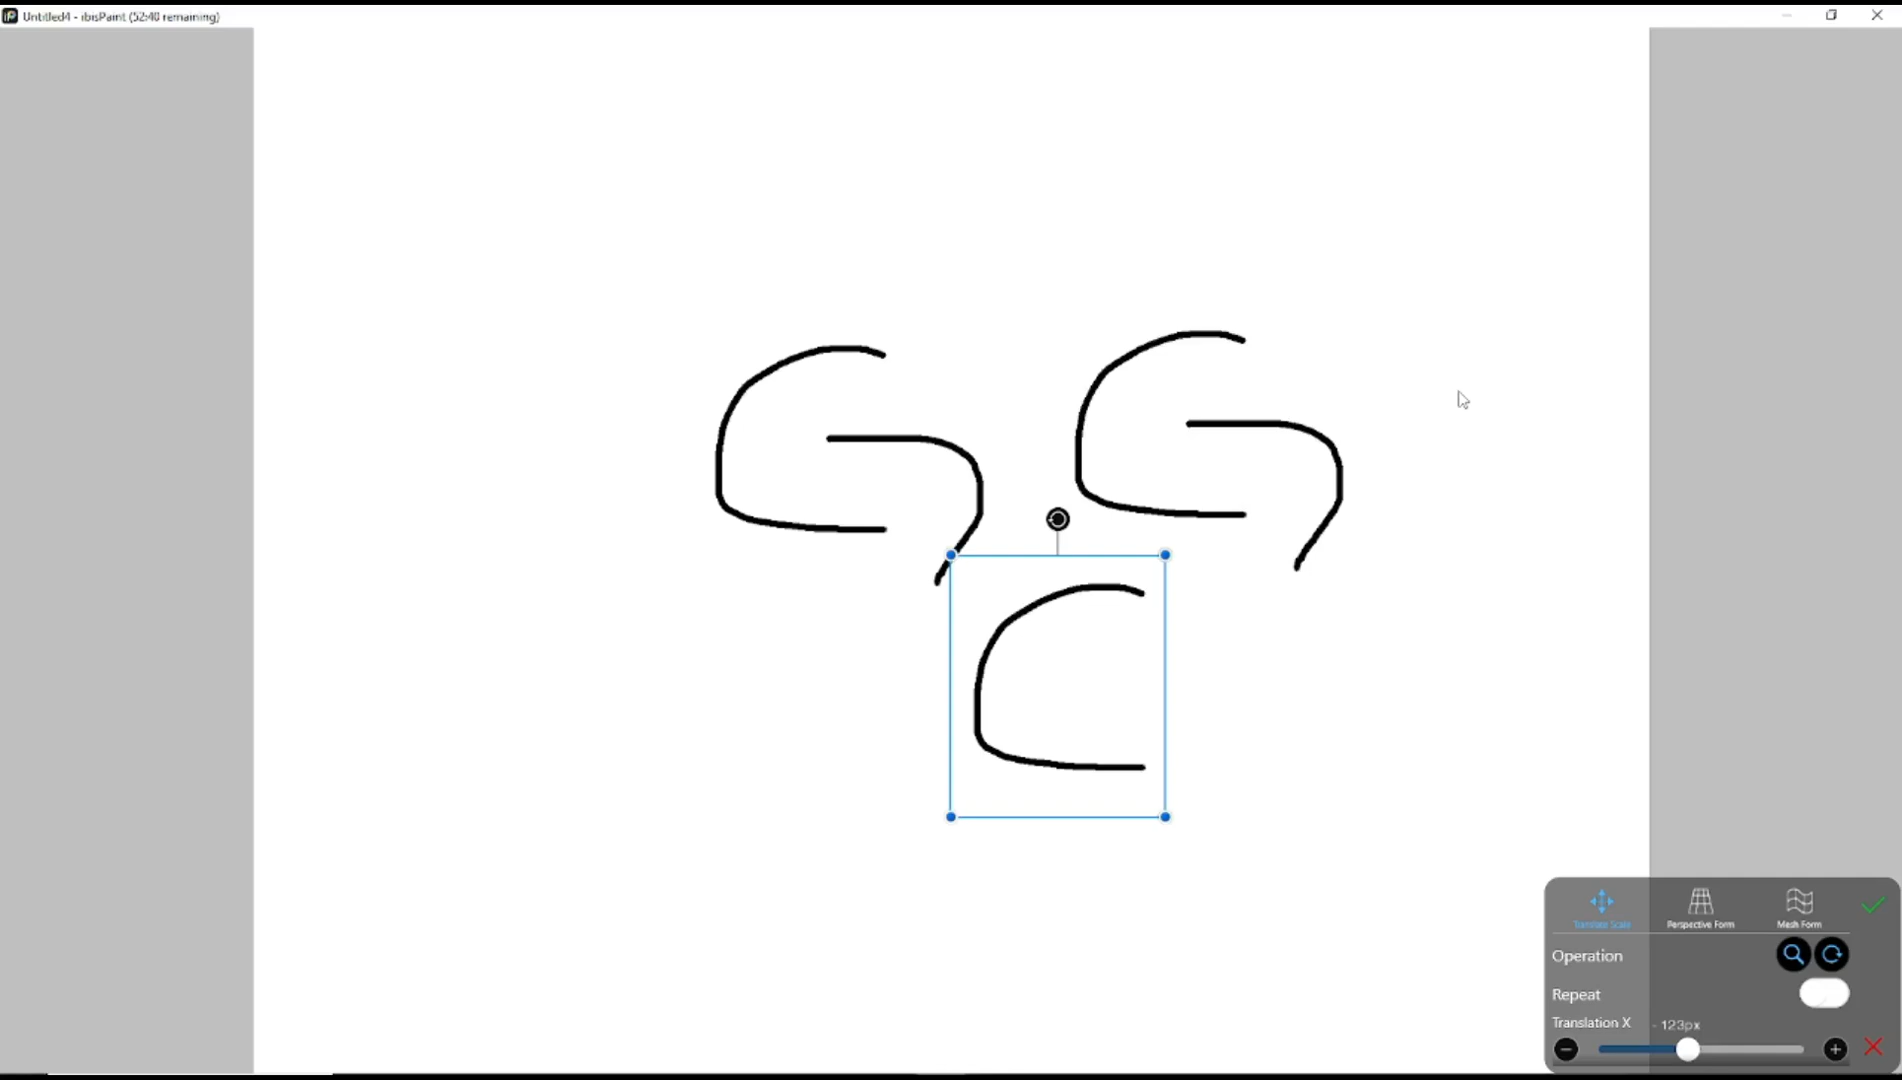 Untitled4 - ibisPaint (52:40 remaining)
Translate Scale
Perspective Form
Mesh Form
Operation
Repeat
Translation X
- 123px